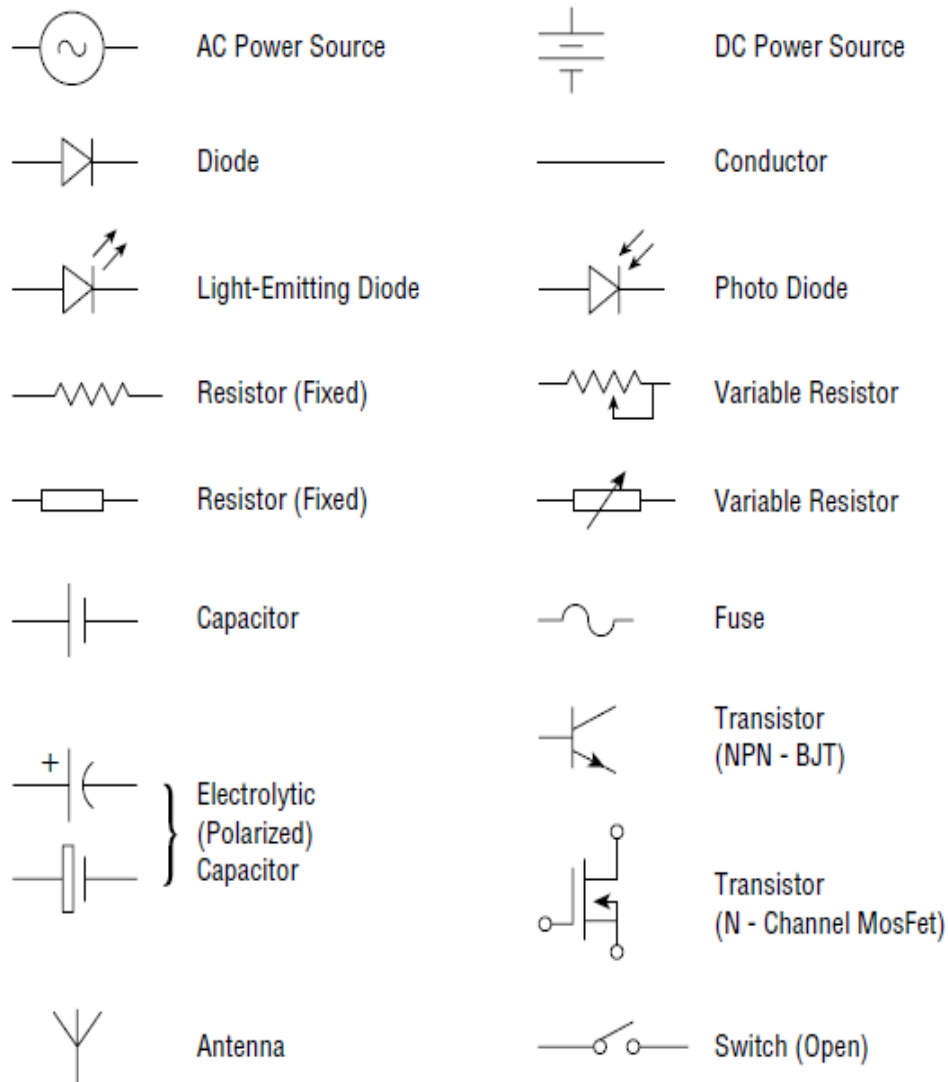 AC Power Source
DC Power Source
Diode
Conductor
Light-Emitting Diode
Photo Diode
Resistor (Fixed)
Variable Resistor
Resistor (Fixed)
Variable Resistor
Capacitor
Fuse
Transistor
(NPN - BJT)
+
Electrolytic
(Polarized)
Capacitor
Transistor
(N - Channel MosFet)
Antenna
Switch (Open)